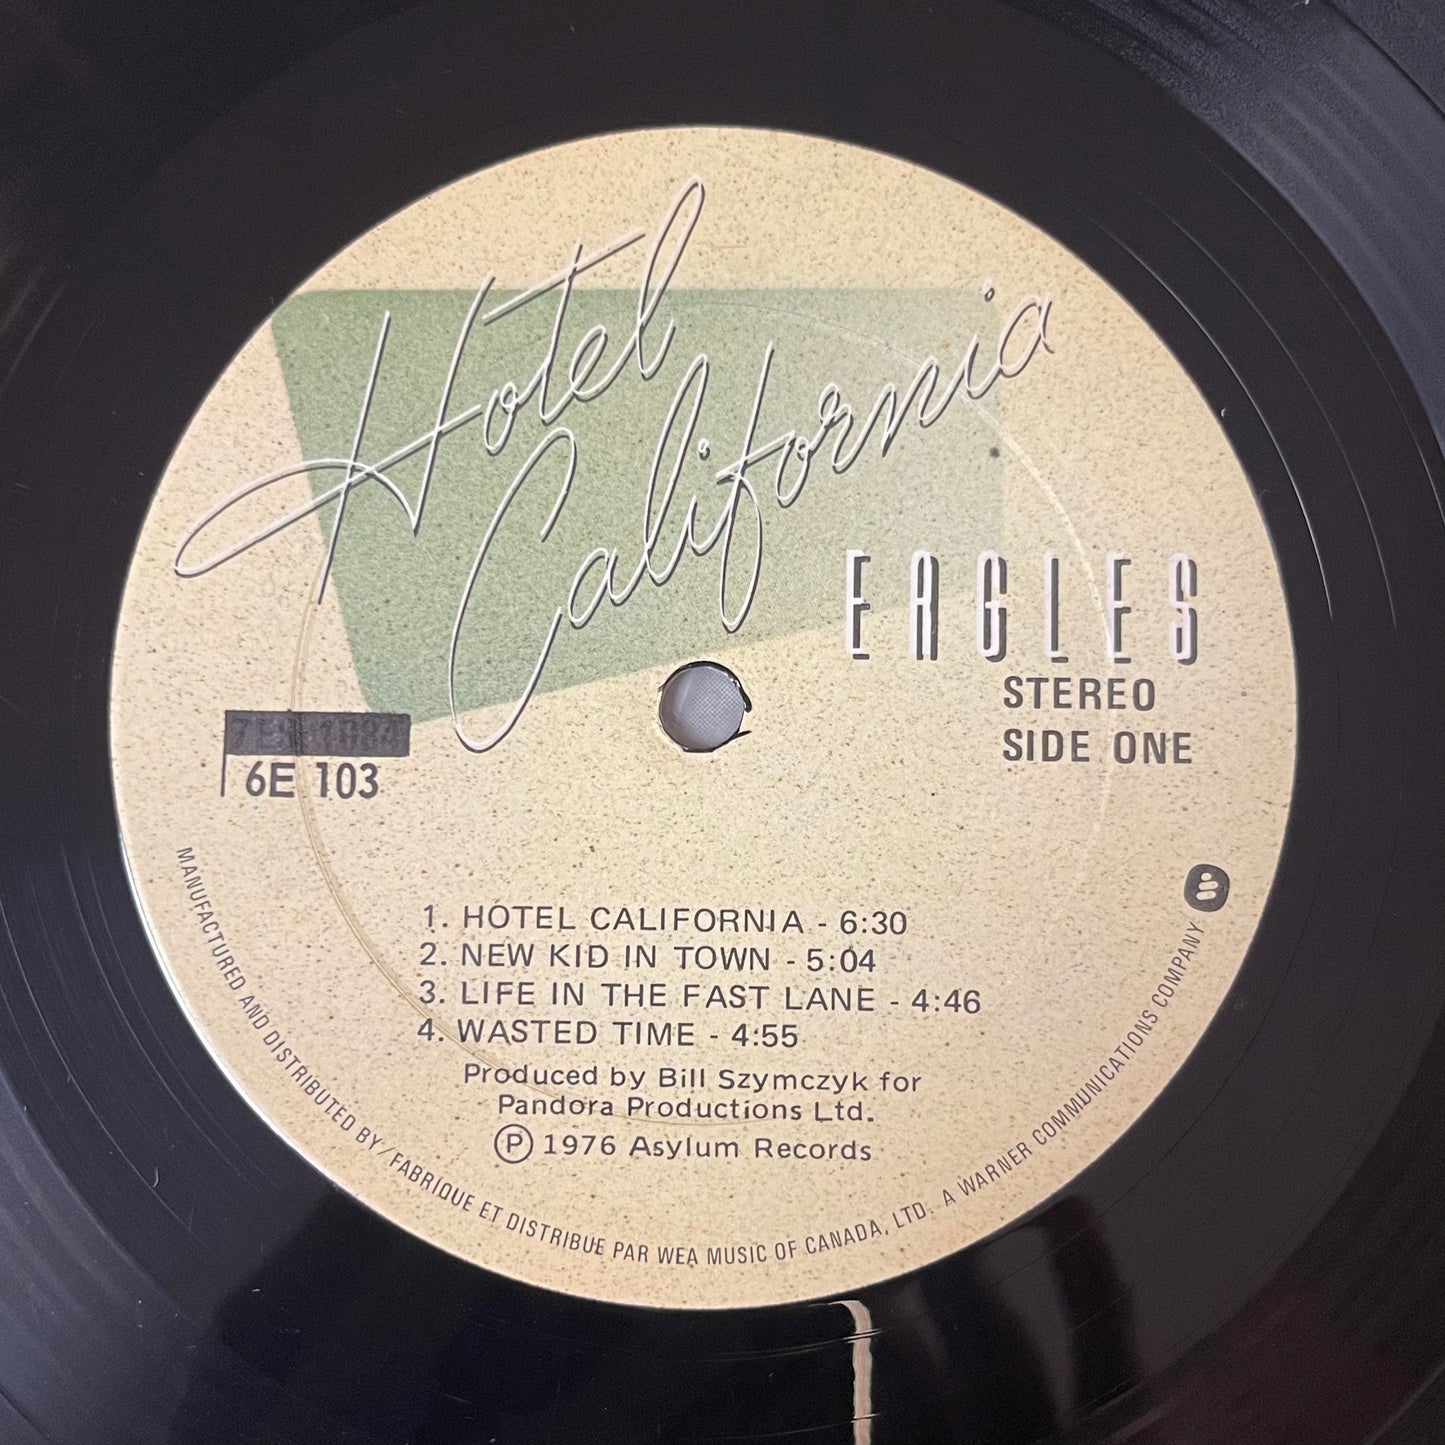 Hotel
California
EAGLES
STEREO
SIDE ONE
6E 103
1. HOTEL CALIFORNIA - 6:30
2. NEW KID IN TOWN - 5:04
3. LIFE IN THE FAST LANE - 4:46
4. WASTED TIME - 4:55
Produced by Bill Szymczyk for
Pandora Productions Ltd.
Ⓟ 1976 Asylum Records
MANUFACTURED AND DISTRIBUTED BY/FABRIQUE ET DISTRIBUE PAR WEA MUSIC OF CANADA, LTD. A WARNER COMMUNICATIONS COMPANY